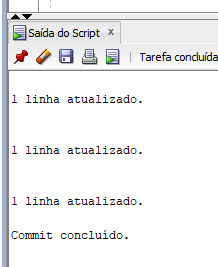 Saída do Script x
Tarefa concluída
1 linha atualizado.
1 linha atualizado.
1 linha atualizado.
Commit concluído.